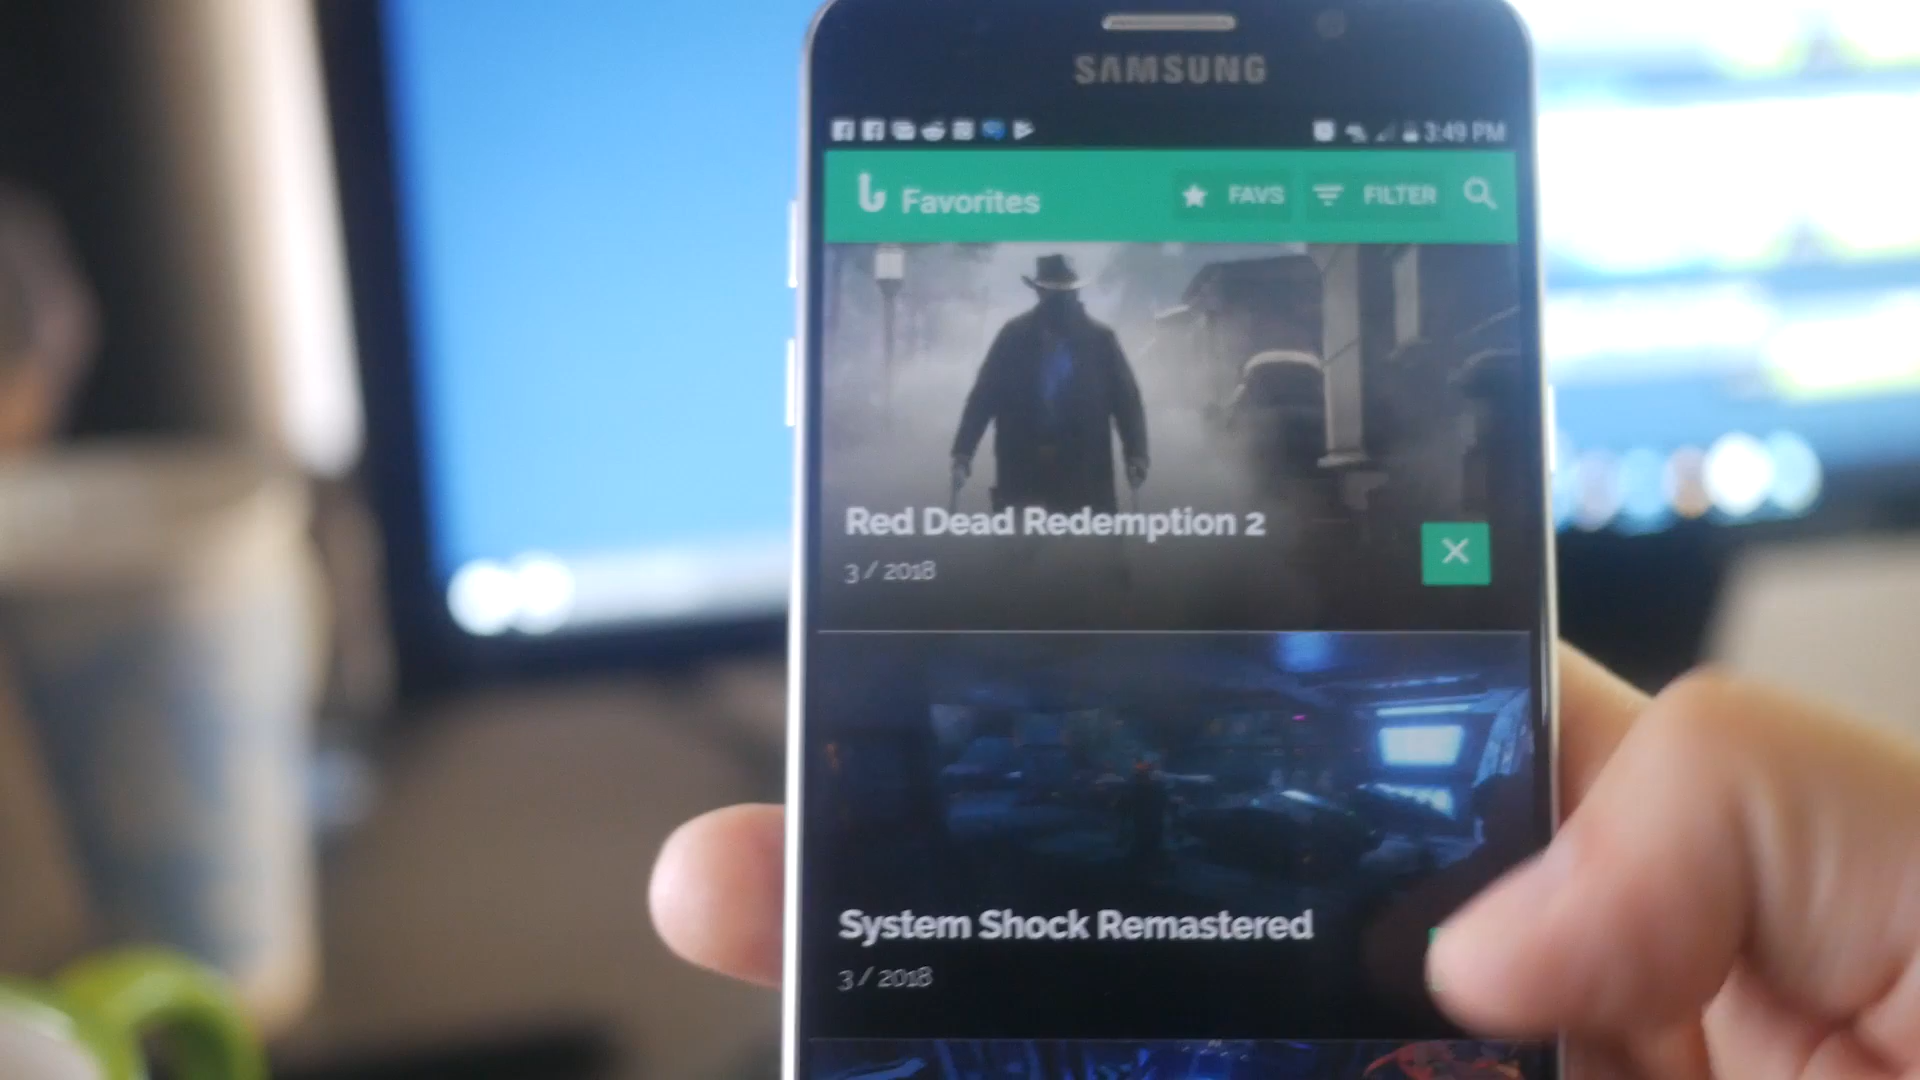 SAMSUNG
3:49 PM
Favorites
FAVS
FILTER
Red Dead Redemption 2
3 / 2018
System Shock Remastered
3 / 2018